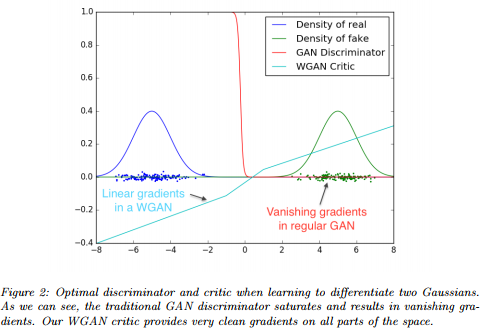 1.0
0.8
0.6
0.4
0.2
0.0
−0.2
−0.4
−8 −6 −4 −2 0 2 4 6 8
Density of real
Density of fake
GAN Discriminator
WGAN Critic
Linear gradients
in a WGAN
Vanishing gradients
in regular GAN
Figure 2: Optimal discriminator and critic when learning to differentiate two Gaussians.
As we can see, the traditional GAN discriminator saturates and results in vanishing gra-
dients. Our WGAN critic provides very clean gradients on all parts of the space.